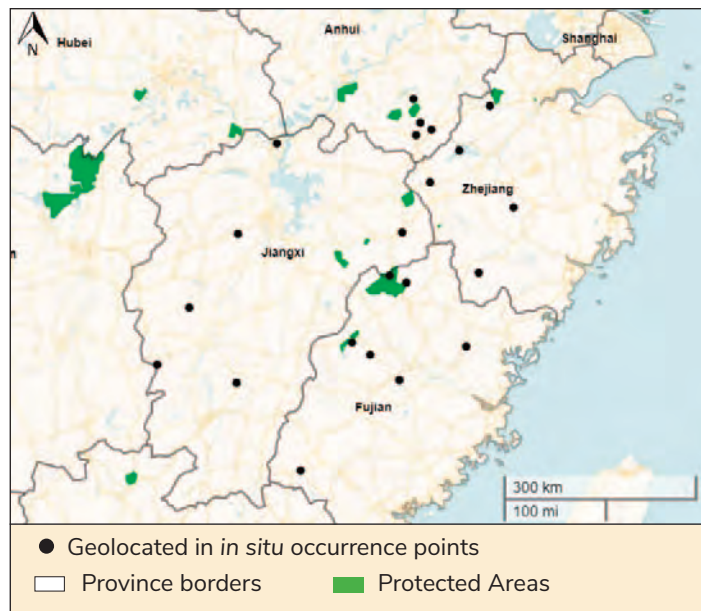 Anhui
Shanghai
N
Hubei
Zhejiang
Jiangxi
n
Fujian
300 km
100 mi
Geolocated in in situ occurrence points
Province borders Protected Areas